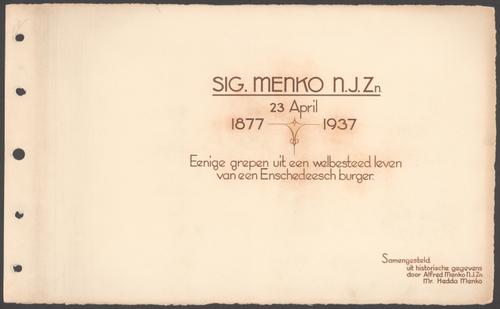 SIG. MENKO N.J.Zn.
23 April
1877 1937
Eenige grepen uit een welbesteed leven
van een Enschedeesch burger.
Samengesteld
uit historische gegevens
door Alfred Menko N.J.Zn
Mr. Hedda Menko